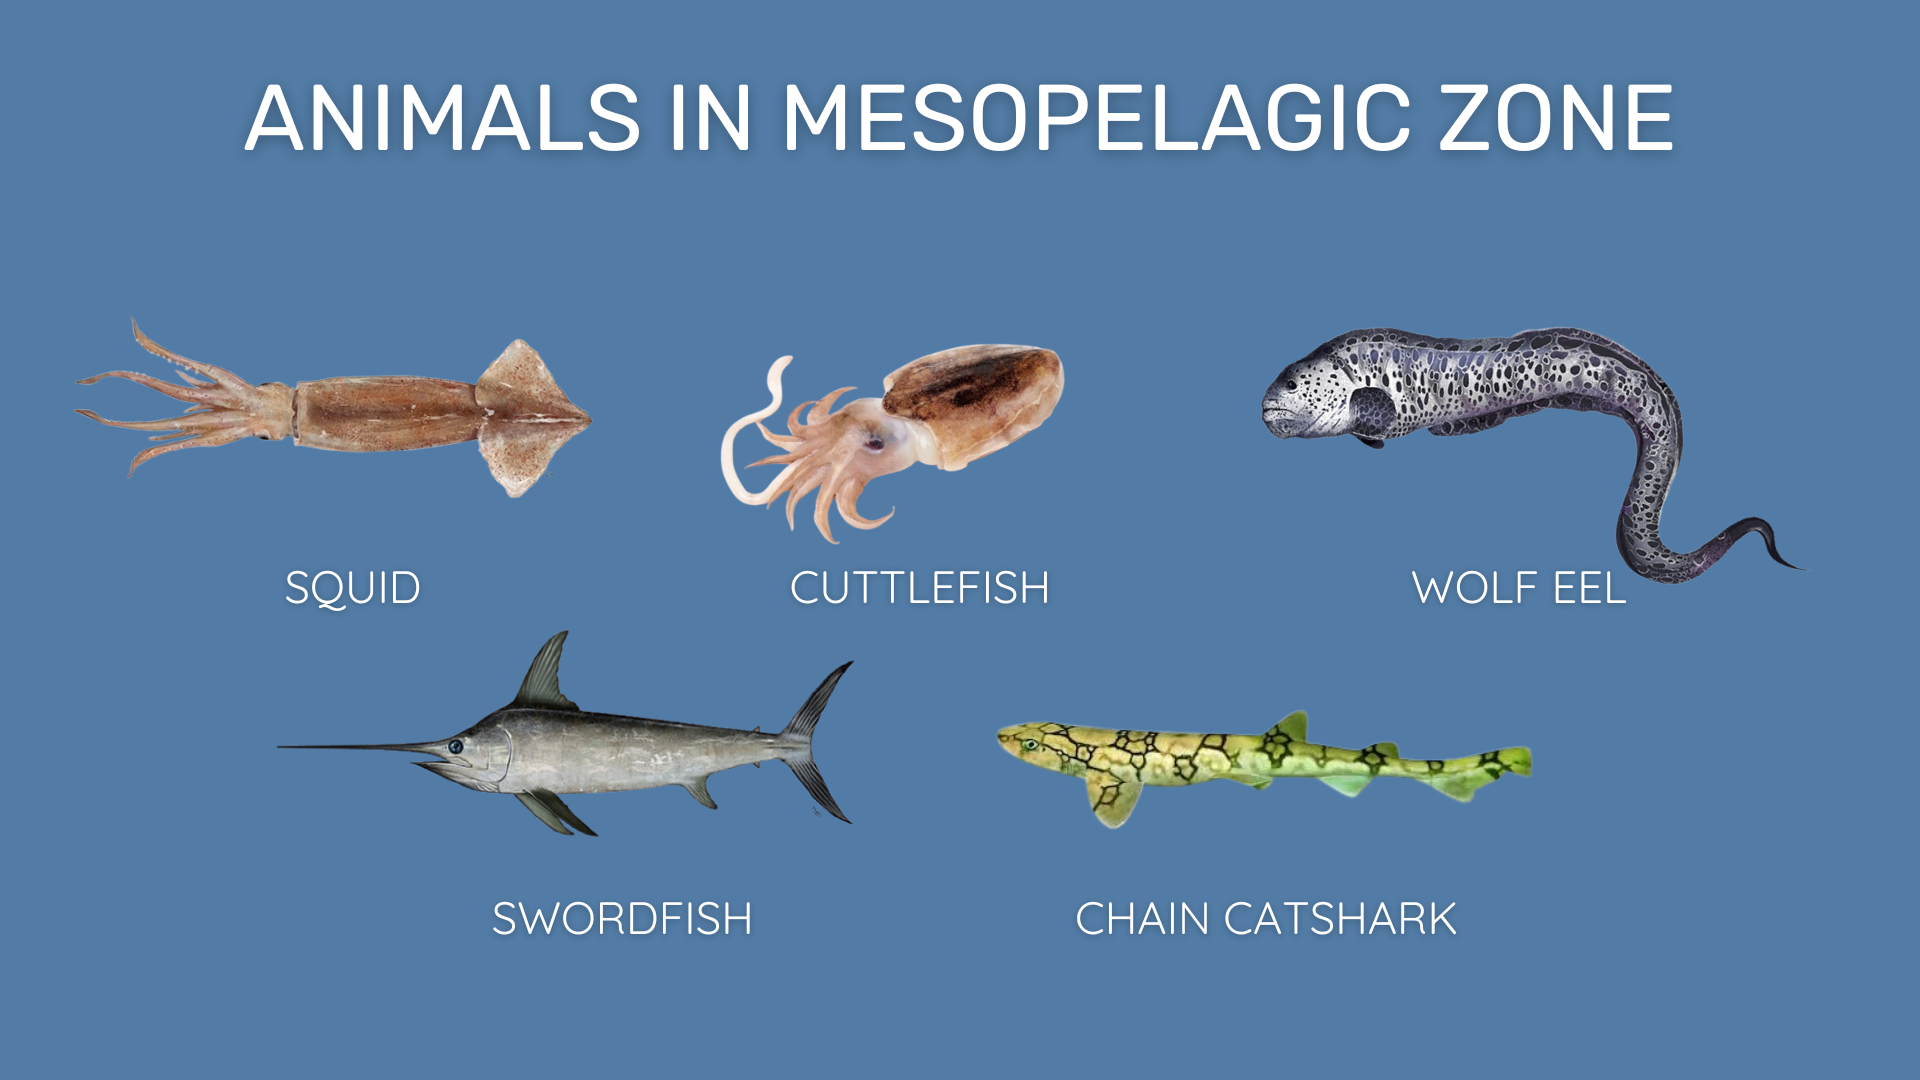 ANIMALS IN MESOPELAGIC ZONE
SQUID
CUTTLEFISH
WOLF EEL
SWORDFISH
CHAIN CATSHARK